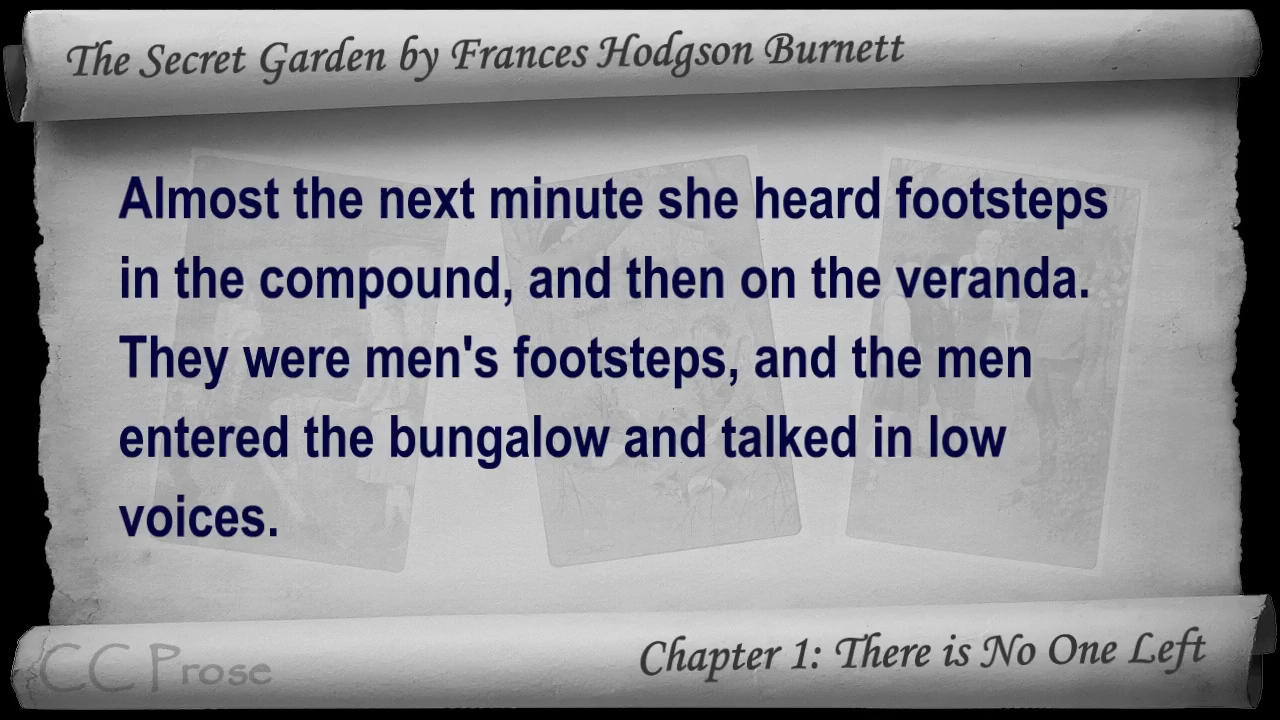 The Secret Garden by Frances Hodgson Burnett
Almost the next minute she heard footsteps
in the compound, and then on the veranda.
They were men's footsteps, and the men
entered the bungalow and talked in low
voices.
CC Prose
Chapter 1: There is No One Left